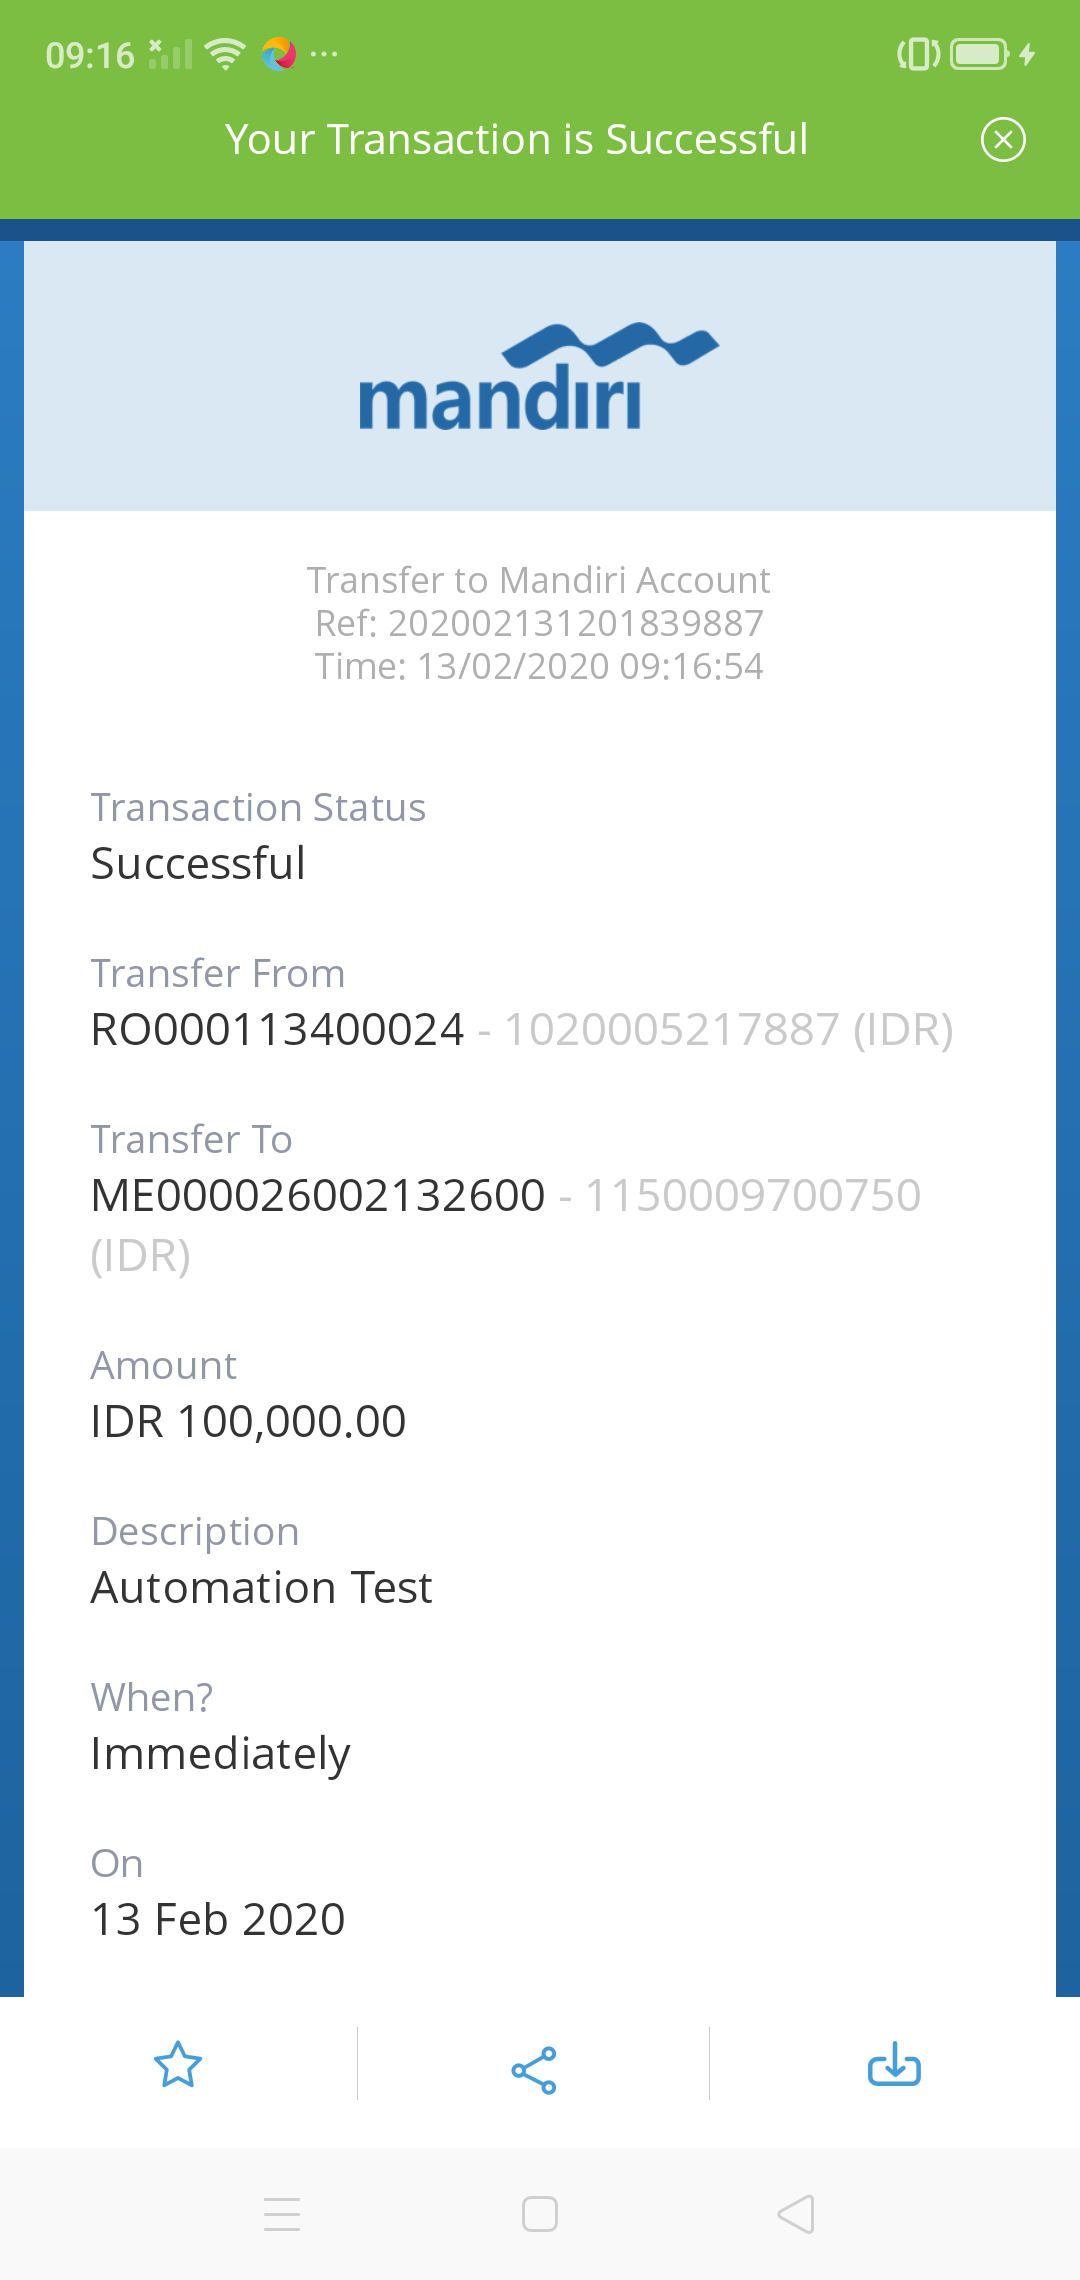 09:16
Your Transaction is Successful
mandırı
Transfer to Mandiri Account
Ref: 202002131201839887
Time: 13/02/2020 09:16:54
Transaction Status
Successful
Transfer From
RO000113400024 - 1020005217887 (IDR)
Transfer To
ME000026002132600 - 1150009700750
(IDR)
Amount
IDR 100,000.00
Description
Automation Test
When?
Immediately
On
13 Feb 2020